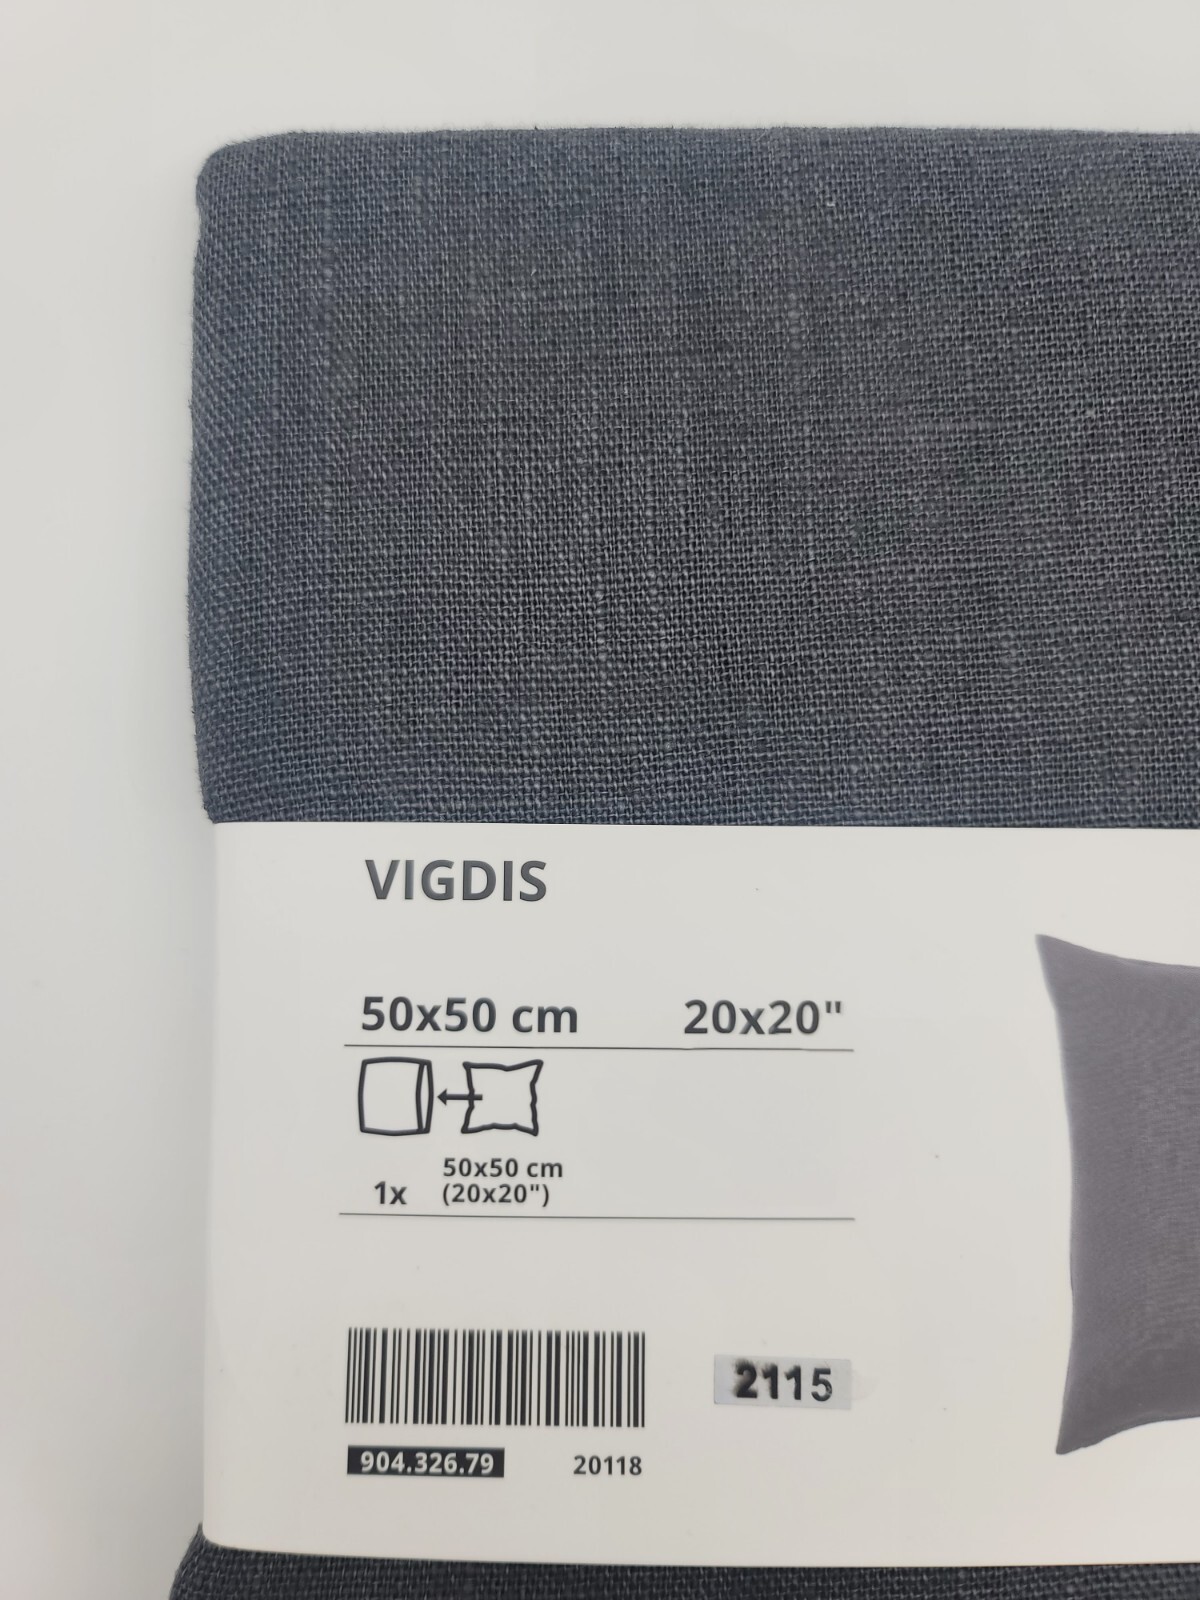 VIGDIS
50x50 cm 20x20"
50x50 cm
1x (20x20")
2115
904.326.79 20118